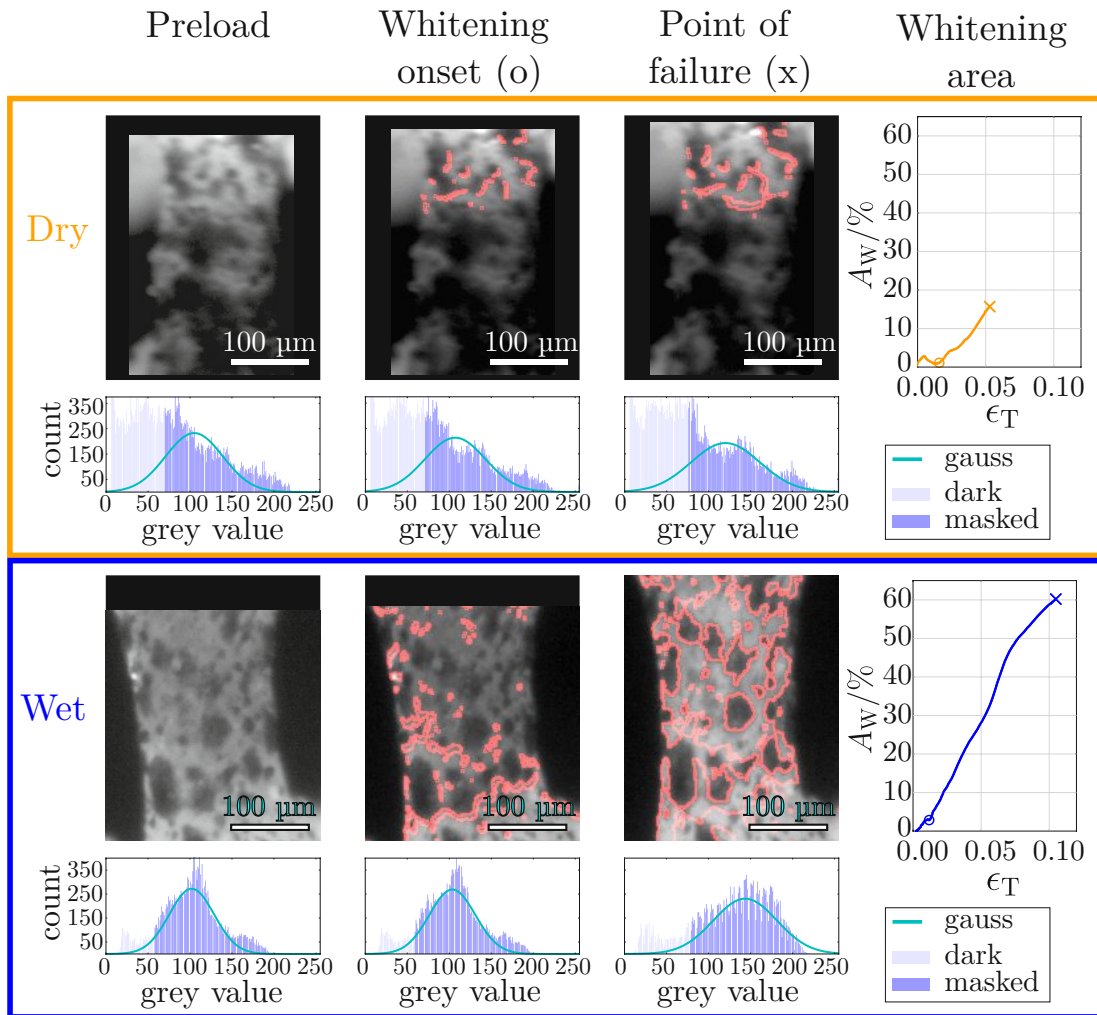 Preload
Whitening
onset (o)
Point of
failure (x)
Whitening
area
Dry
100 µm
100 µm
100 µm
A_W/%
60
50
40
30
20
10
0
0.00 0.05 0.10
ϵ_T
count
350
250
150
50
0 50 100 150 200 250
grey value
0 50 100 150 200 250
grey value
0 50 100 150 200 250
grey value
gauss
dark
masked
Wet
100 µm
100 µm
100 µm
A_W/%
60
50
40
30
20
10
0
0.00 0.05 0.10
ϵ_T
count
350
250
150
50
0 50 100 150 200 250
grey value
0 50 100 150 200 250
grey value
0 50 100 150 200 250
grey value
gauss
dark
masked